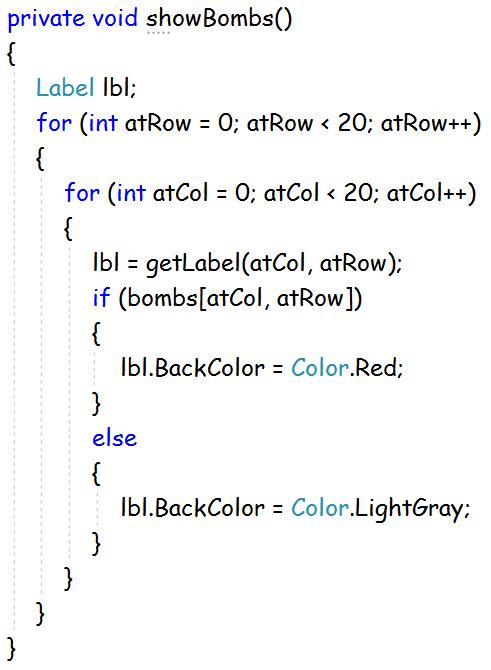 private void showBombs()
{
    Label lbl;
    for (int atRow = 0; atRow < 20; atRow++)
    {
        for (int atCol = 0; atCol < 20; atCol++)
        {
            lbl = getLabel(atCol, atRow);
            if (bombs[atCol, atRow])
            {
                lbl.BackColor = Color.Red;
            }
            else
            {
                lbl.BackColor = Color.LightGray;
            }
        }
    }
}